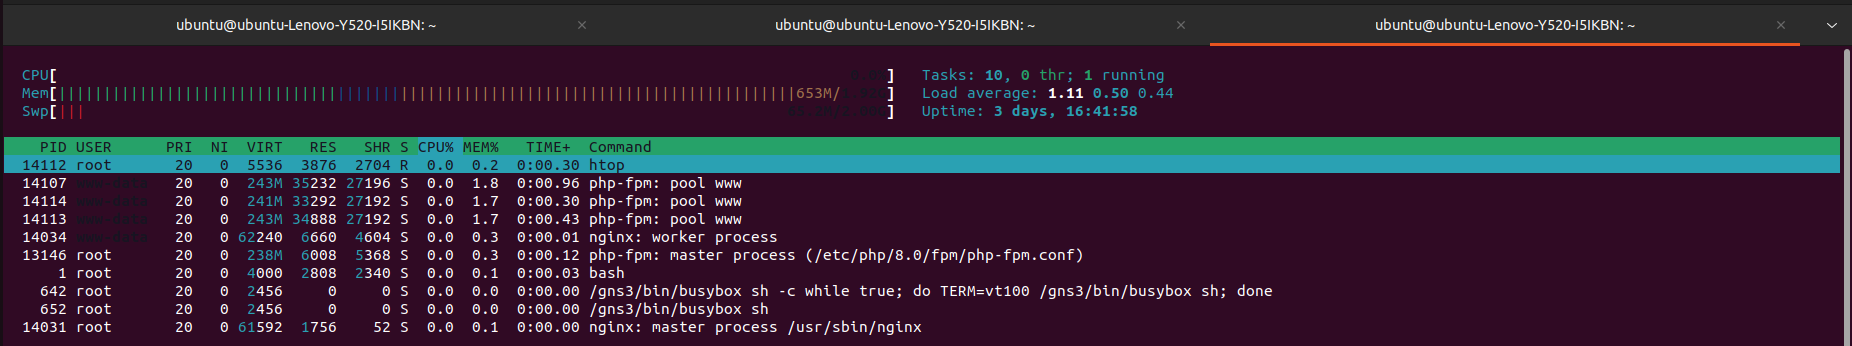 ubuntu@ubuntu-Lenovo-Y520-I5IKBN: ~ × ubuntu@ubuntu-Lenovo-Y520-I5IKBN: ~ × ubuntu@ubuntu-Lenovo-Y520-I5IKBN: ~ ×
CPU[ ] Tasks: 10, 0 thr; 1 running
Mem[||||||||||||||||||||||||||||||||||||||||||||||||||||||||||||||||||||||||||||||||||653M/ ] Load average: 1.11 0.50 0.44
Swp[||| ] Uptime: 3 days, 16:41:58
PID USER PRI NI VIRT RES SHR S CPU% MEM% TIME+ Command
14112 root 20 0 5536 3876 2704 R 0.0 0.2 0:00.30 htop
14107 20 0 243M 35232 27196 S 0.0 1.8 0:00.96 php-fpm: pool www
14114 20 0 241M 33292 27192 S 0.0 1.7 0:00.30 php-fpm: pool www
14113 20 0 243M 34888 27192 S 0.0 1.7 0:00.43 php-fpm: pool www
14034 20 0 62240 6660 4604 S 0.0 0.3 0:00.01 nginx: worker process
13146 root 20 0 238M 6008 5368 S 0.0 0.3 0:00.12 php-fpm: master process (/etc/php/8.0/fpm/php-fpm.conf)
1 root 20 0 4000 2808 2340 S 0.0 0.1 0:00.03 bash
642 root 20 0 2456 0 0 S 0.0 0.0 0:00.00 /gns3/bin/busybox sh -c while true; do TERM=vt100 /gns3/bin/busybox sh; done
652 root 20 0 2456 0 0 S 0.0 0.0 0:00.00 /gns3/bin/busybox sh
14031 root 20 0 61592 1756 52 S 0.0 0.1 0:00.00 nginx: master process /usr/sbin/nginx